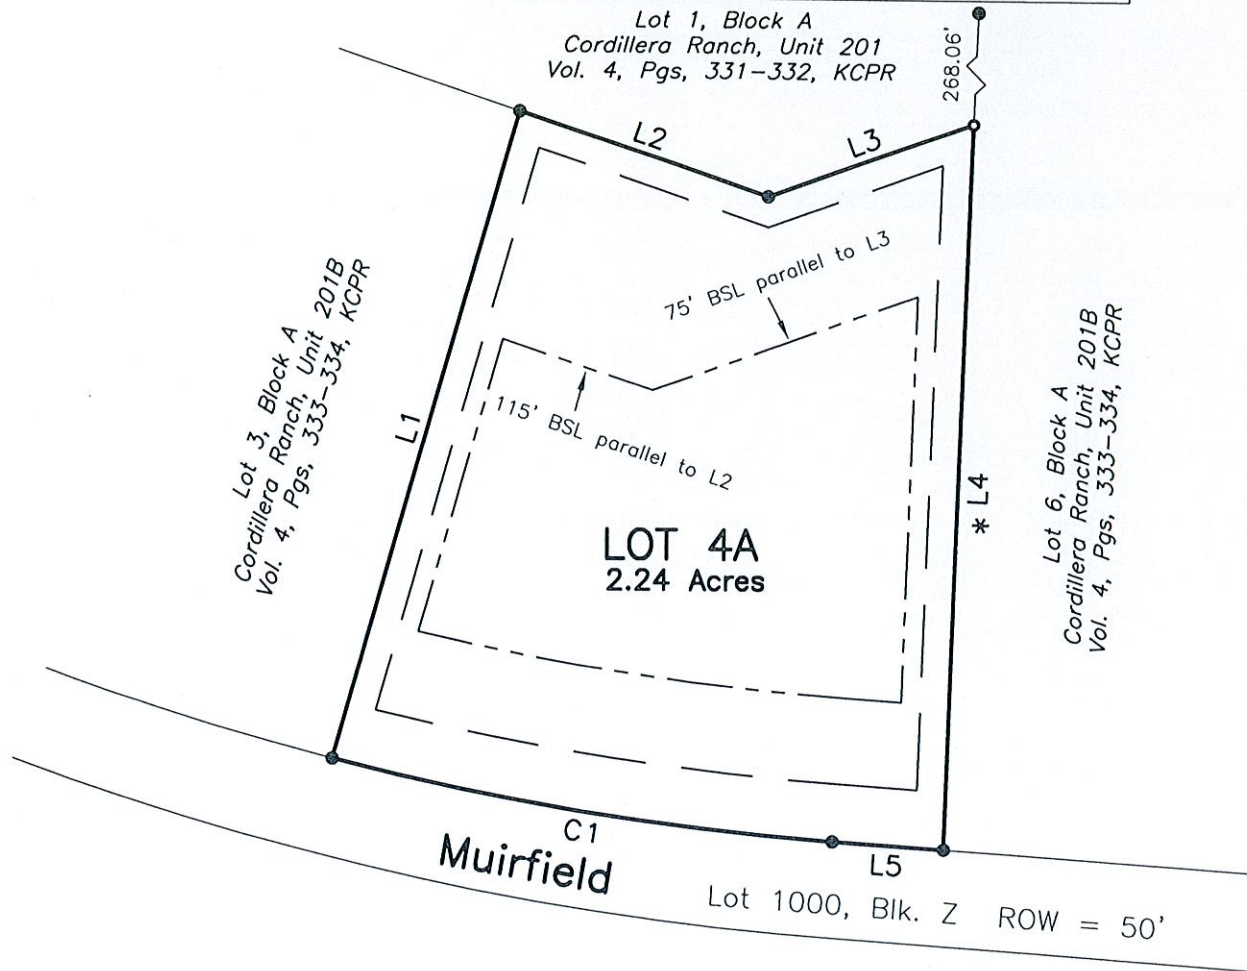 Lot 1, Block A
Cordillera Ranch, Unit 201
Vol. 4, Pgs, 331-332, KCPR
268.06'
L2
L3
75' BSL parallel to L3
Lot 3, Block A
Cordillera Ranch, Unit 201B
Vol. 4, Pgs, 333-334, KCPR
L1
115' BSL parallel to L2
* L4
Lot 6, Block A
Cordillera Ranch, Unit 201B
Vol. 4, Pgs, 333-334, KCPR
LOT 4A
2.24 Acres
C1
L5
Muirfield
Lot 1000, Blk. Z ROW = 50'